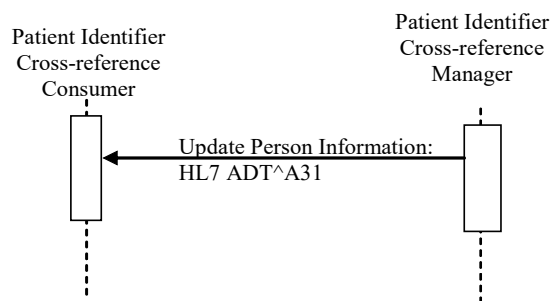 Patient Identifier
Cross-reference
Consumer
Patient Identifier
Cross-reference
Manager
Update Person Information:
HL7 ADT^A31